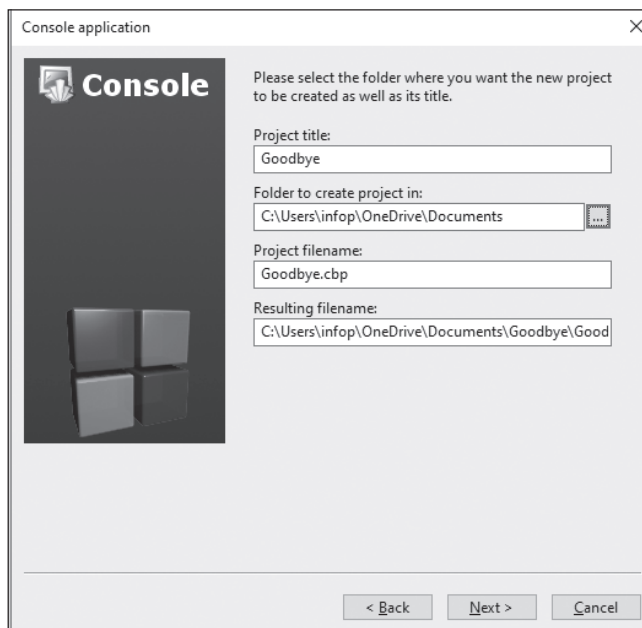 Console application
Console
Please select the folder where you want the new project
to be created as well as its title.
Project title:
Goodbye
Folder to create project in:
C:\Users\infop\OneDrive\Documents
...
Project filename:
Goodbye.cbp
Resulting filename:
C:\Users\infop\OneDrive\Documents\Goodbye\Good
< Back
Next >
Cancel